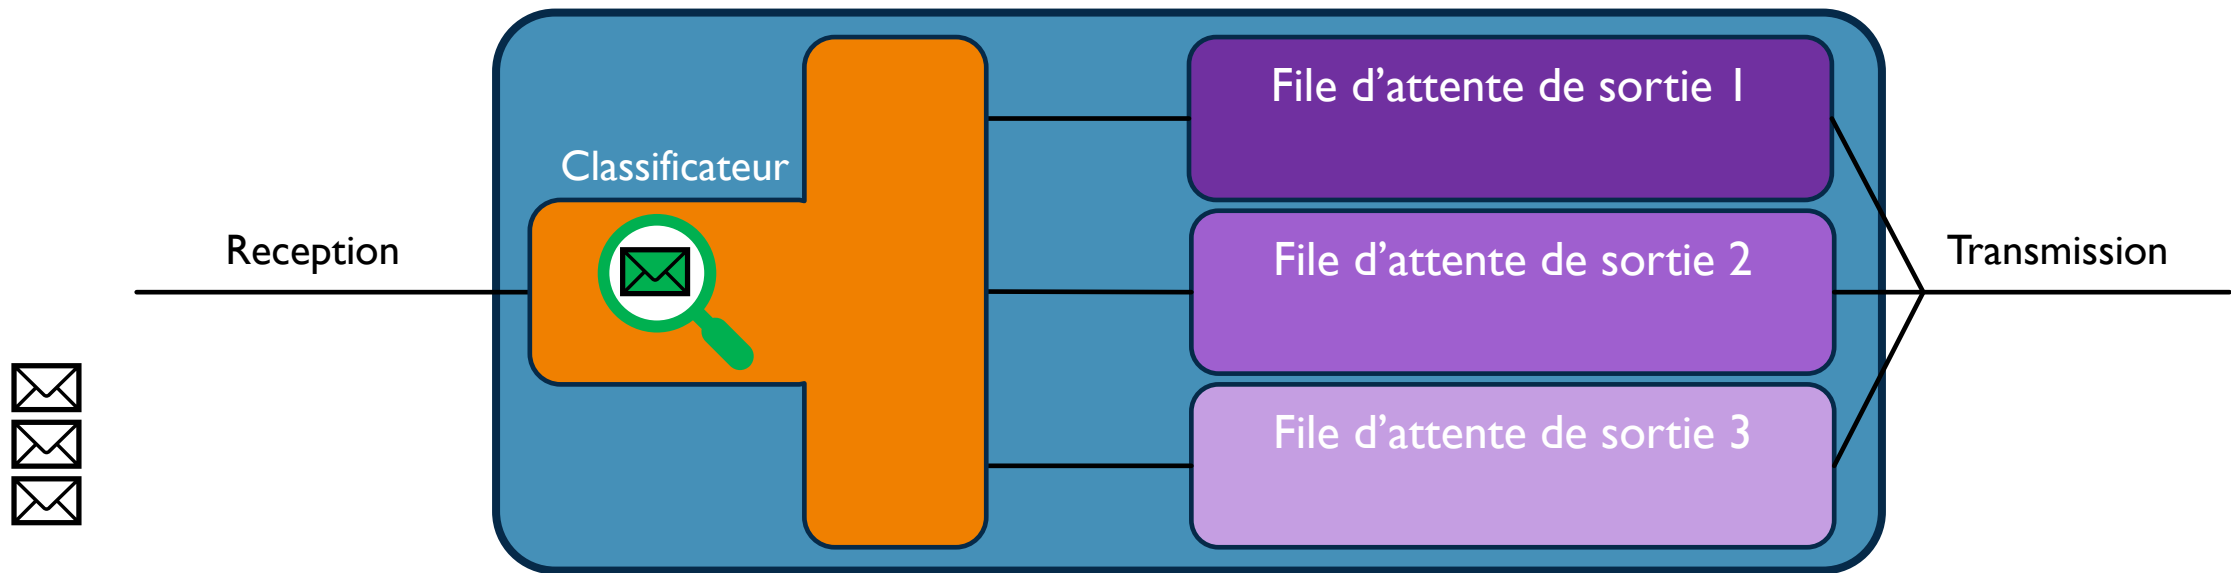 File d’attente de sortie 1
Classificateur
Reception
File d’attente de sortie 2
Transmission
File d’attente de sortie 3